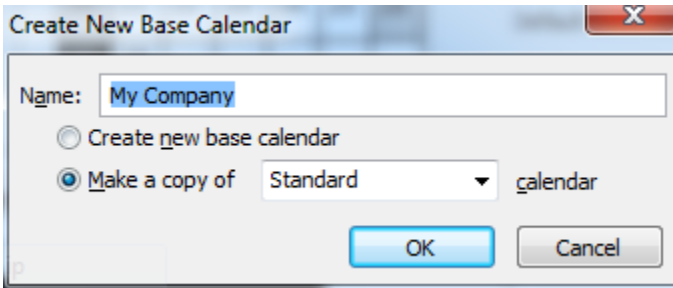 Create New Base Calendar
Name: My Company
Create new base calendar
Make a copy of Standard calendar
OK Cancel